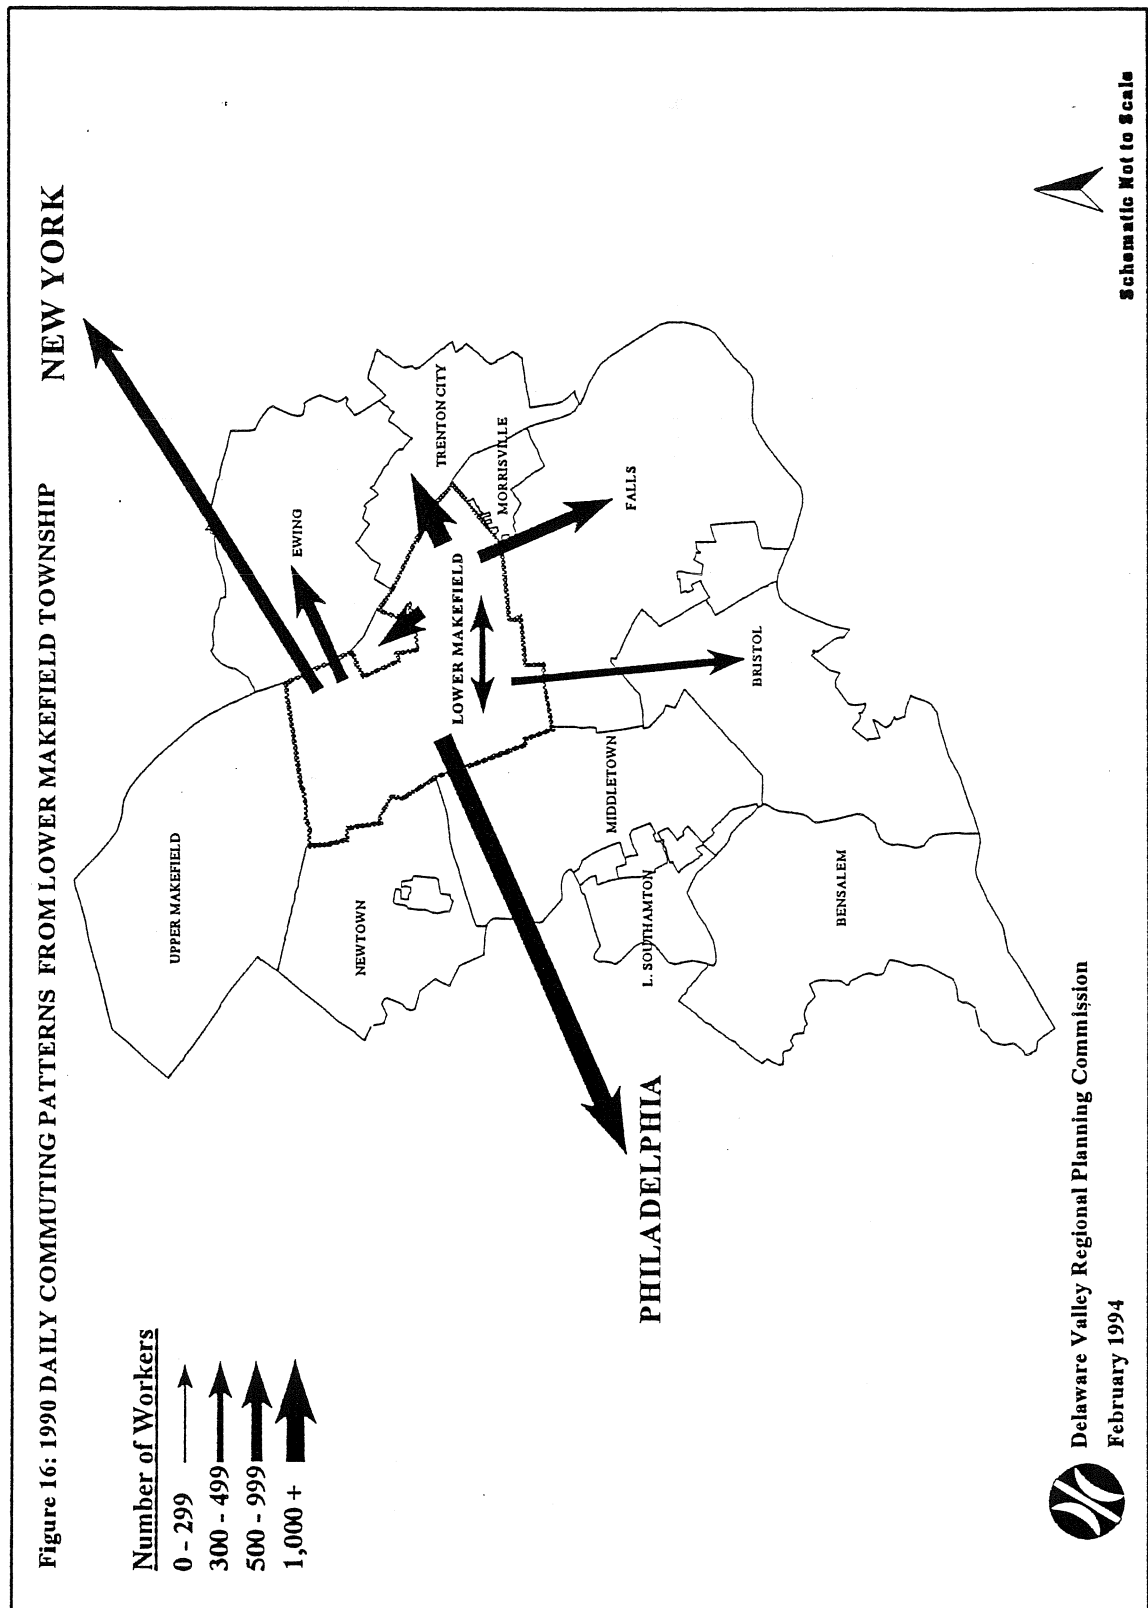 Figure 16: 1990 DAILY COMMUTING PATTERNS FROM LOWER MAKEFIELD TOWNSHIP
NEW YORK
Number of Workers
0 - 299
300 - 499
500 - 999
1,000 +
UPPER MAKEFIELD
EWING
NEWTOWN
TRENTON CITY
LOWER MAKEFIELD
MORRISVILLE
MIDDLETOWN
FALLS
L. SOUTHAMTON
PHILADELPHIA
BRISTOL
BENSALEM
Delaware Valley Regional Planning Commission
February 1994
Schematic Not to Scale